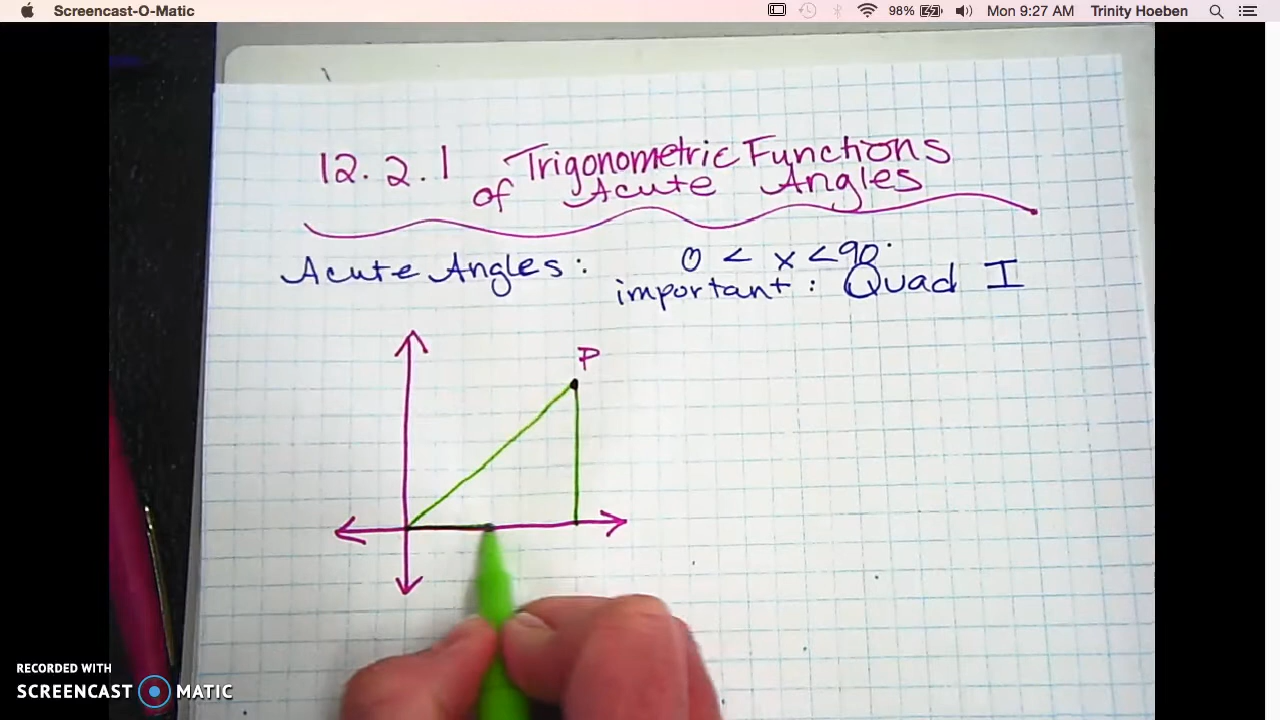 Screencast-O-Matic
98%
Mon 9:27 AM
Trinity Hoeben
12.2.1 Trigonometric Functions
of Acute Angles
Acute Angles: 0 < x < 90°
important: Quad I
P
RECORDED WITH
SCREENCAST O MATIC